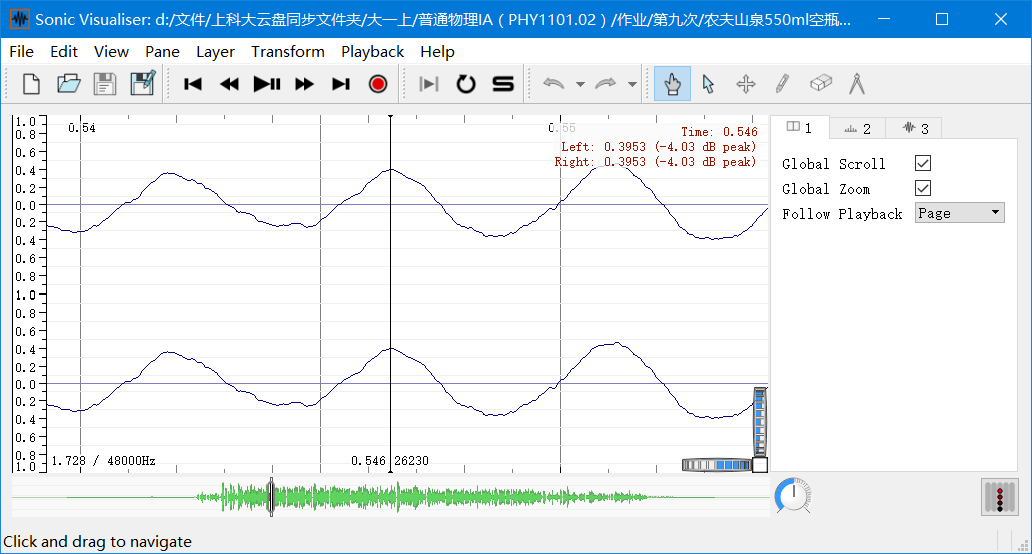 Sonic Visualiser: d:/文件/上科大云盘同步文件夹/大一上/普通物理IA（PHY1101.02）/作业/第九次/农夫山泉550ml空瓶...
File Edit View Pane Layer Transform Playback Help
0.54
0.55
Time: 0.546
Left: 0.3953 (-4.03 dB peak)
Right: 0.3953 (-4.03 dB peak)
1.0
0.8
0.6
0.4
0.2
0.0
0.2
0.4
0.6
0.8
1.0
0.8
0.6
0.4
0.2
0.0
0.2
0.4
0.6
0.8
1.0
1.728 / 48000Hz
0.546 26230
1 2 3
Global Scroll
Global Zoom
Follow Playback Page
Click and drag to navigate